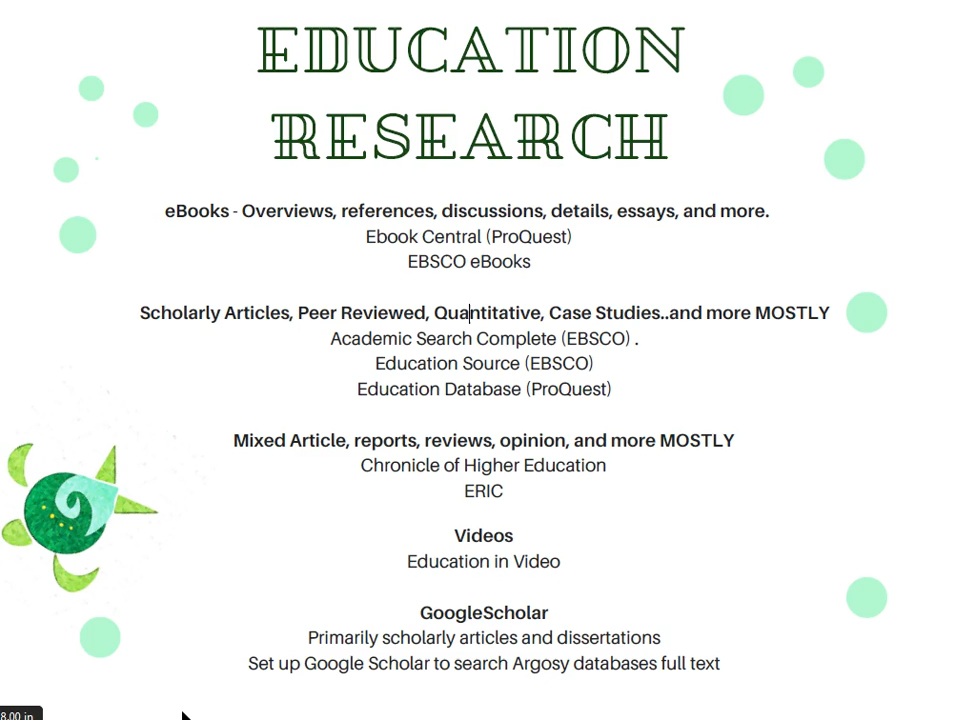 EDUCATION
RESEARCH
eBooks - Overviews, references, discussions, details, essays, and more.
Ebook Central (ProQuest)
EBSCO eBooks
Scholarly Articles, Peer Reviewed, Quantitative, Case Studies..and more MOSTLY
Academic Search Complete (EBSCO) .
Education Source (EBSCO)
Education Database (ProQuest)
Mixed Article, reports, reviews, opinion, and more MOSTLY
Chronicle of Higher Education
ERIC
Videos
Education in Video
GoogleScholar
Primarily scholarly articles and dissertations
Set up Google Scholar to search Argosy databases full text
8.00 in